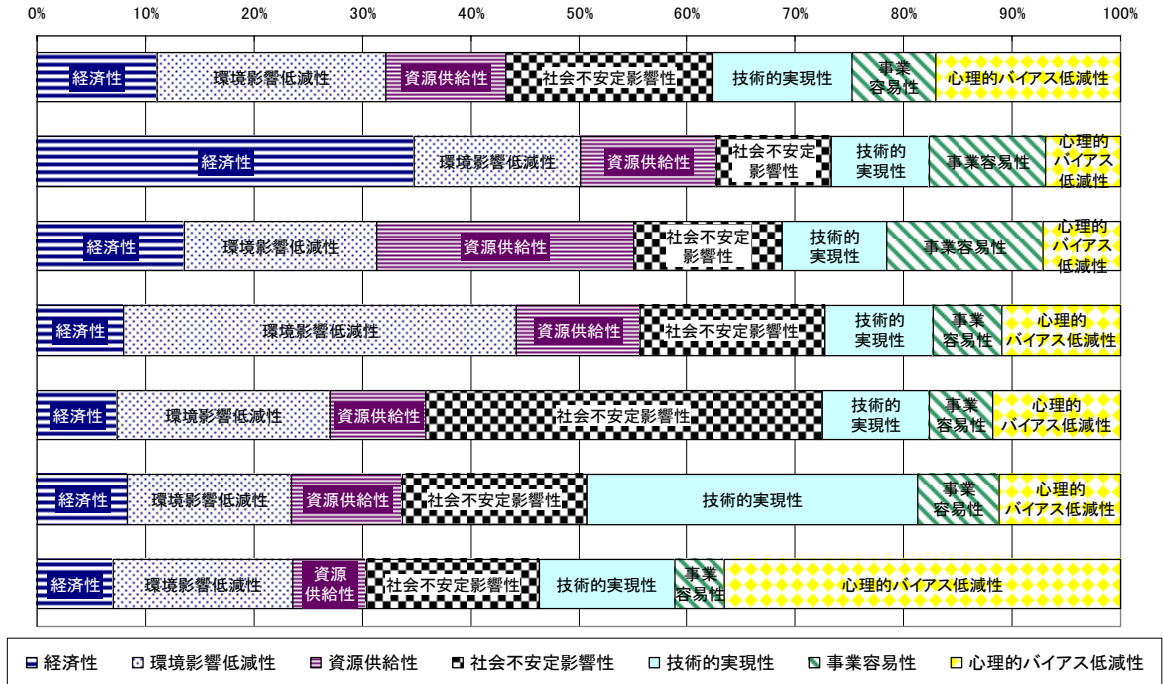 0% 10% 20% 30% 40% 50% 60% 70% 80% 90% 100%
経済性 環境影響低減性 資源供給性 社会不安定影響性 技術的実現性 事業
容易性 心理的バイアス低減性
経済性 環境影響低減性 資源供給性 社会不安定
影響性 技術的
実現性 事業容易性 心理的
バイアス
低減性
経済性 環境影響低減性 資源供給性 社会不安定
影響性 技術的
実現性 事業容易性 心理的
バイアス
低減性
経済性 環境影響低減性 資源供給性 社会不安定影響性 技術的
実現性 事業
容易性 心理的
バイアス低減性
経済性 環境影響低減性 資源供給性 社会不安定影響性 技術的
実現性 事業
容易性 心理的
バイアス低減性
経済性 環境影響低減性 資源供給性 社会不安定影響性 技術的実現性 事業
容易性 心理的
バイアス低減性
経済性 環境影響低減性 資源
供給性 社会不安定影響性 技術的実現性 事業
容易性 心理的バイアス低減性
経済性 環境影響低減性 資源供給性 社会不安定影響性 技術的実現性 事業容易性 心理的バイアス低減性